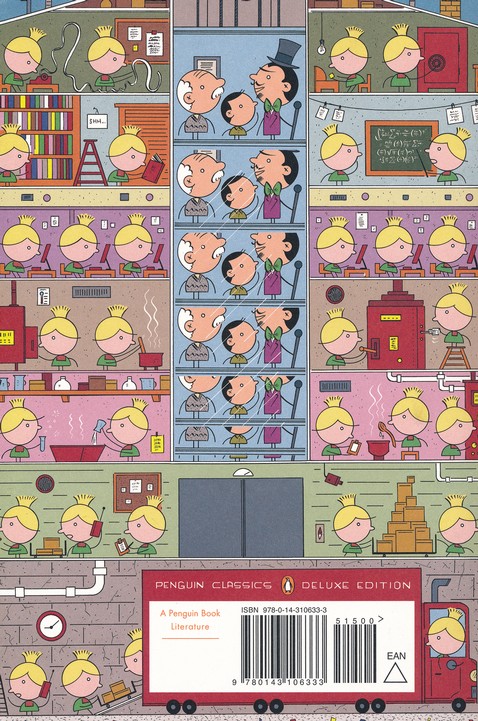 SHH...
PENGUIN CLASSICS DELUXE EDITION
A Penguin Book
Literature
ISBN 978-0-14-310633-3
51500>
9 780143 106333
EAN